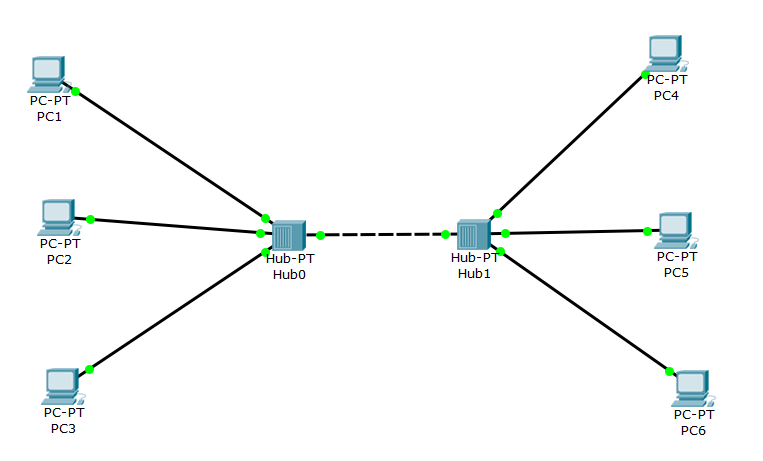 PC-PT
PC1
PC-PT
PC2
PC-PT
PC3
Hub-PT
Hub0
Hub-PT
Hub1
PC-PT
PC4
PC-PT
PC5
PC-PT
PC6